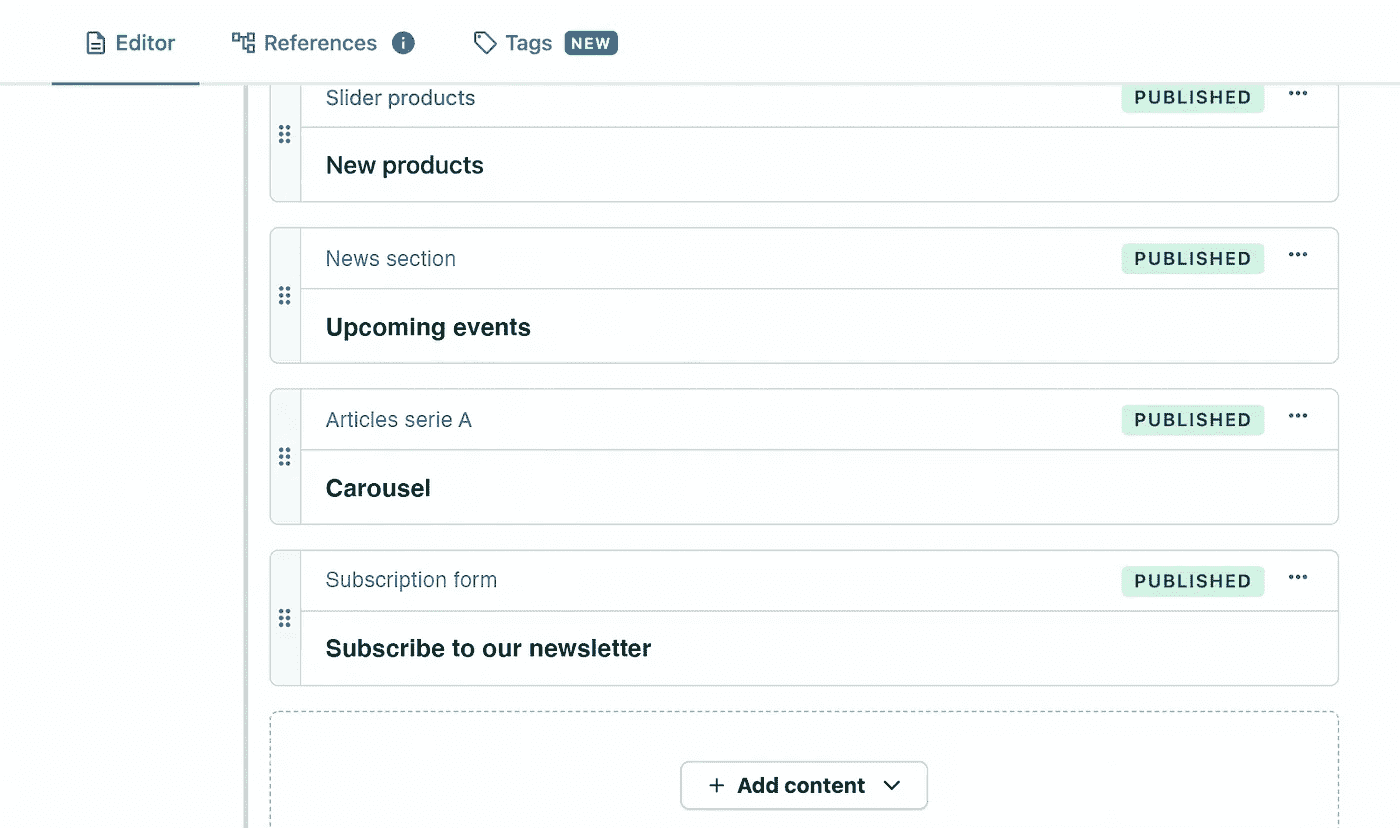 Editor References i Tags NEW
Slider products PUBLISHED
New products
News section PUBLISHED
Upcoming events
Articles serie A PUBLISHED
Carousel
Subscription form PUBLISHED
Subscribe to our newsletter
+ Add content